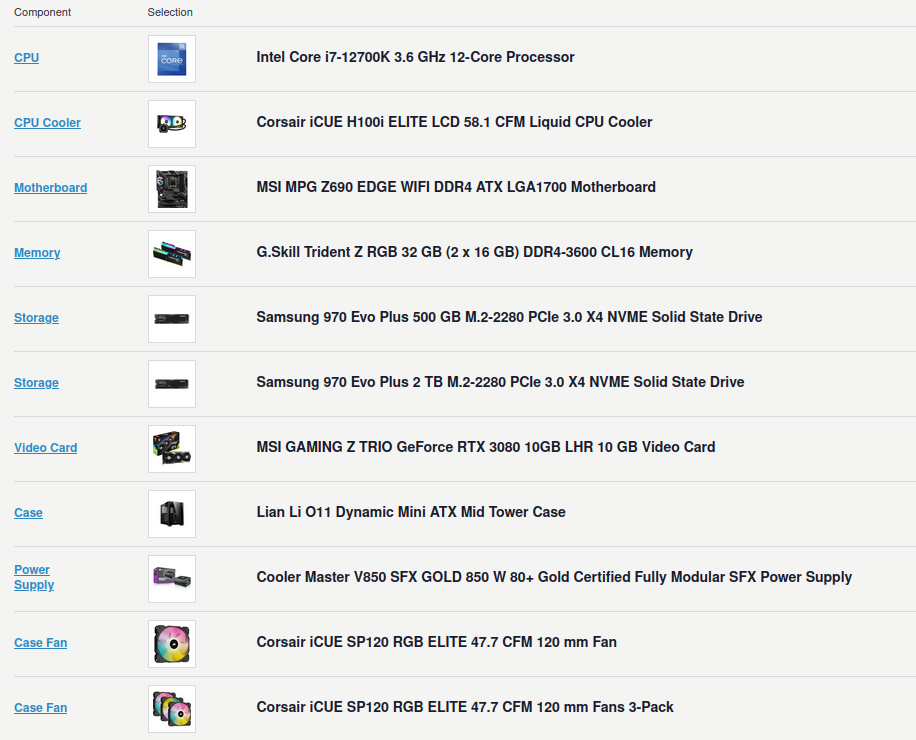 Component Selection
CPU Intel Core i7-12700K 3.6 GHz 12-Core Processor
CPU Cooler Corsair iCUE H100i ELITE LCD 58.1 CFM Liquid CPU Cooler
Motherboard MSI MPG Z690 EDGE WIFI DDR4 ATX LGA1700 Motherboard
Memory G.Skill Trident Z RGB 32 GB (2 x 16 GB) DDR4-3600 CL16 Memory
Storage Samsung 970 Evo Plus 500 GB M.2-2280 PCIe 3.0 X4 NVME Solid State Drive
Storage Samsung 970 Evo Plus 2 TB M.2-2280 PCIe 3.0 X4 NVME Solid State Drive
Video Card MSI GAMING Z TRIO GeForce RTX 3080 10GB LHR 10 GB Video Card
Case Lian Li O11 Dynamic Mini ATX Mid Tower Case
Power
Supply
Cooler Master V850 SFX GOLD 850 W 80+ Gold Certified Fully Modular SFX Power Supply
Case Fan Corsair iCUE SP120 RGB ELITE 47.7 CFM 120 mm Fan
Case Fan Corsair iCUE SP120 RGB ELITE 47.7 CFM 120 mm Fans 3-Pack